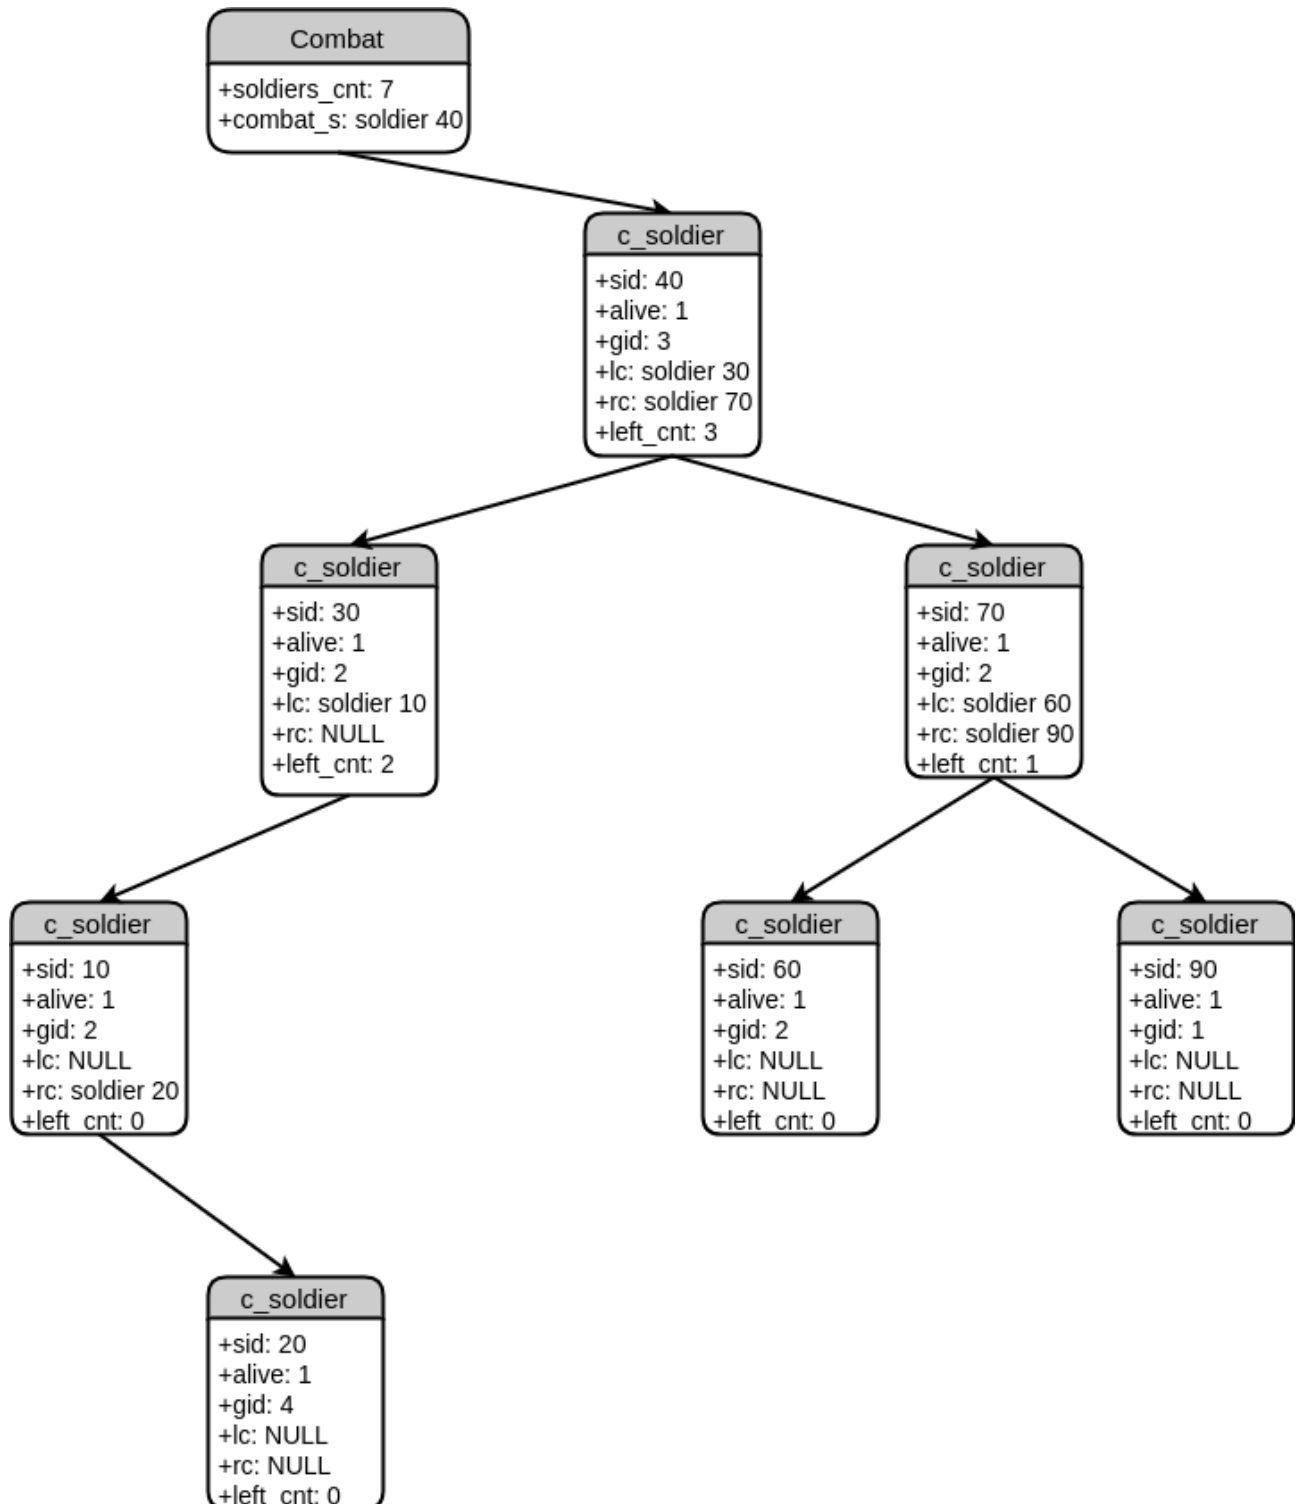 Combat
+soldiers_cnt: 7
+combat_s: soldier 40
c_soldier
+sid: 40
+alive: 1
+gid: 3
+lc: soldier 30
+rc: soldier 70
+left_cnt: 3
c_soldier
+sid: 30
+alive: 1
+gid: 2
+lc: soldier 10
+rc: NULL
+left_cnt: 2
c_soldier
+sid: 70
+alive: 1
+gid: 2
+lc: soldier 60
+rc: soldier 90
+left_cnt: 1
c_soldier
+sid: 10
+alive: 1
+gid: 2
+lc: NULL
+rc: soldier 20
+left_cnt: 0
c_soldier
+sid: 60
+alive: 1
+gid: 2
+lc: NULL
+rc: NULL
+left_cnt: 0
c_soldier
+sid: 90
+alive: 1
+gid: 1
+lc: NULL
+rc: NULL
+left_cnt: 0
c_soldier
+sid: 20
+alive: 1
+gid: 4
+lc: NULL
+rc: NULL
+left_cnt: 0